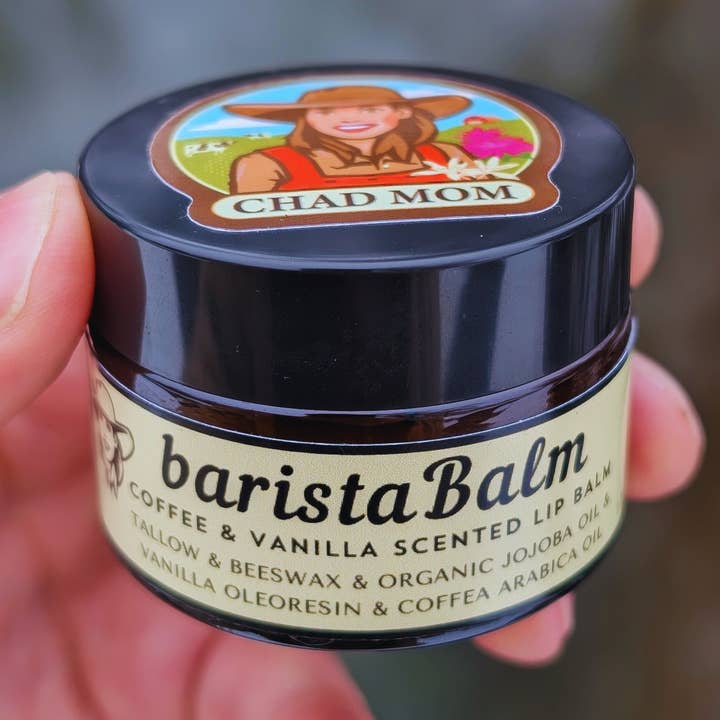 CHAD MOM
baristaBalm
COFFEE & VANILLA SCENTED LIP BALM
TALLOW & BEESWAX & ORGANIC JOJOBA OIL &
VANILLA OLEORESIN & COFFEA ARABICA OIL